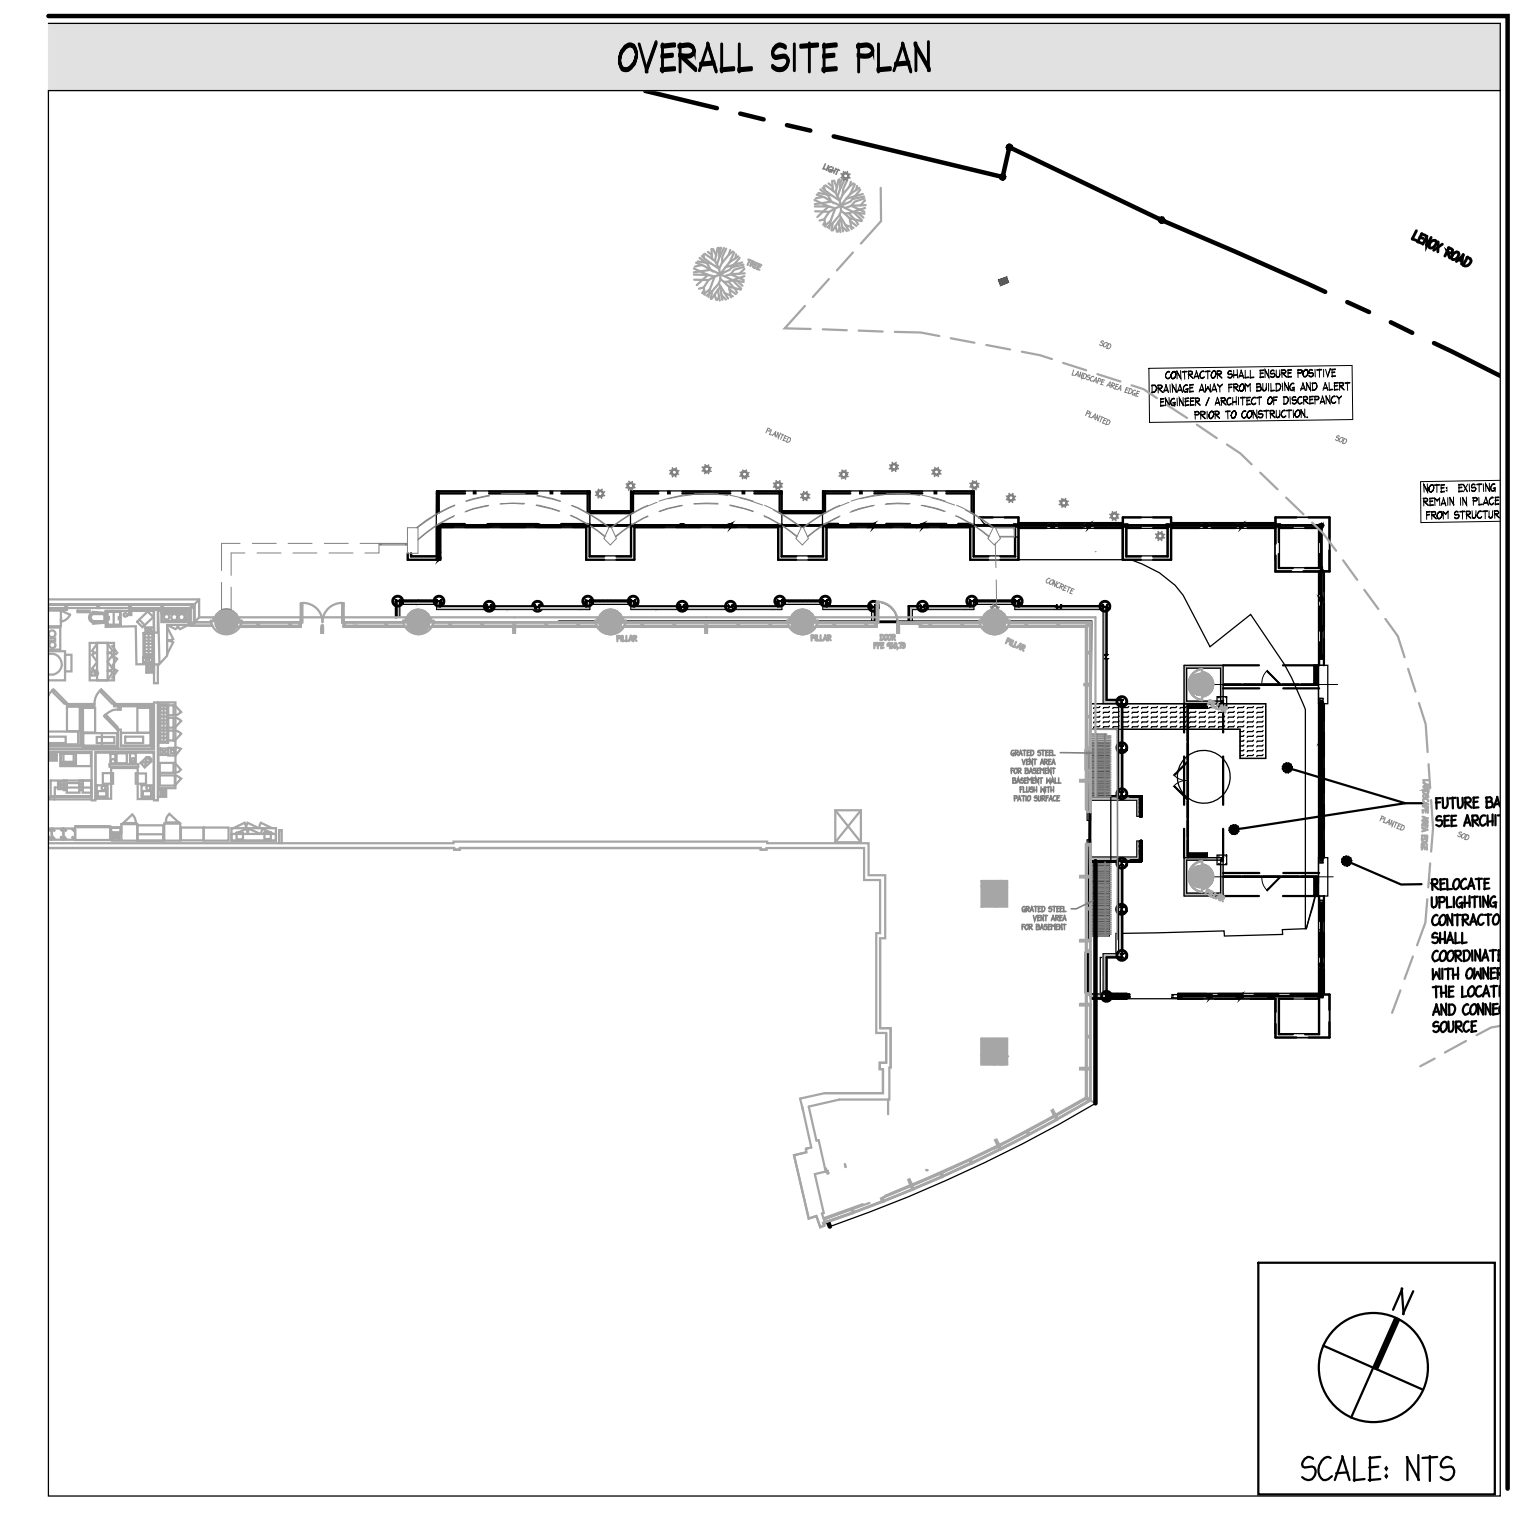 OVERALL SITE PLAN
LIGHT
TREE
LENOX ROAD
SOD
CONTRACTOR SHALL ENSURE POSITIVE
DRAINAGE AWAY FROM BUILDING AND ALERT
ENGINEER / ARCHITECT OF DISCREPANCY
PRIOR TO CONSTRUCTION.
LANDSCAPE AREA EDGE
PLANTED
PLANTED
SOD
NOTE: EXISTING
REMAIN IN PLACE
FROM STRUCTUR
CONCRETE
PILLAR
PILLAR
DOOR
PILLAR
GRATED STEEL
VENT AREA
FOR BASEMENT
BASEMENT WALL
FLUSH WITH
PATIO SURFACE
FUTURE BA
SEE ARCHIT
LANDSCAPE AREA EDGE
PLANTED
SOD
GRATED STEEL
VENT AREA
FOR BASEMENT
RELOCATE
UPLIGHTING
CONTRACTO
SHALL
COORDINATE
WITH OWNER
THE LOCATI
AND CONNE
SOURCE
N
SCALE: NTS